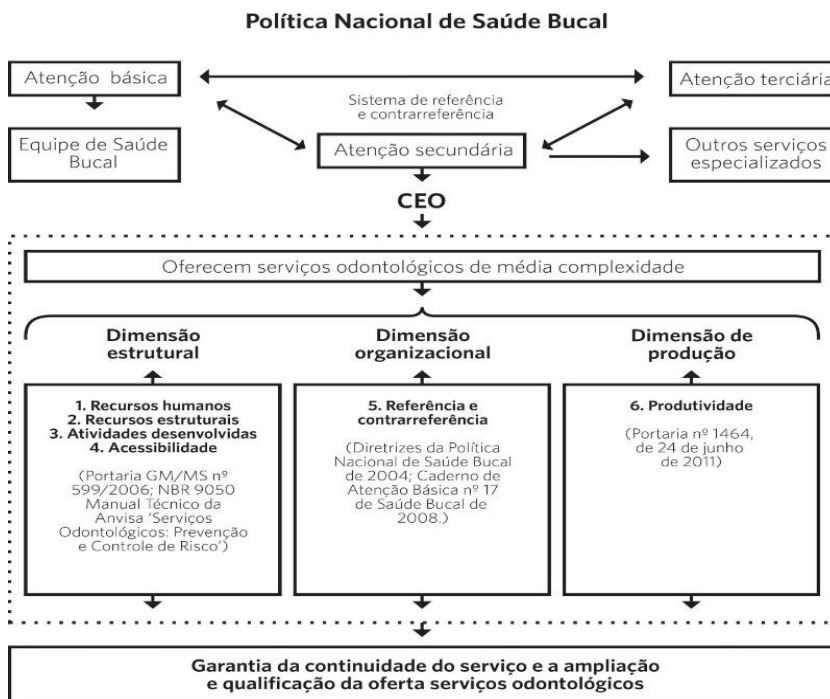 Política Nacional de Saúde Bucal
Atenção básica
Atenção terciária
Sistema de referência
e contrarreferência
Equipe de Saúde
Bucal
Atenção secundária
Outros serviços
especializados
CEO
Oferecem serviços odontológicos de média complexidade
Dimensão
estrutural
Dimensão
organizacional
Dimensão de
produção
1. Recursos humanos
2. Recursos estruturais
3. Atividades desenvolvidas
4. Acessibilidade
(Portaria GM/MS nº
599/2006; NBR 9050
Manual Técnico da
Anvisa ‘Serviços
Odontológicos: Prevenção
e Controle de Risco’)
5. Referência e
contrarreferência
(Diretrizes da Política
Nacional de Saúde Bucal
de 2004; Caderno de
Atenção Básica nº 17
de Saúde Bucal de
2008.)
6. Produtividade
(Portaria nº 1464,
de 24 de junho
de 2011)
Garantia da continuidade do serviço e a ampliação
e qualificação da oferta serviços odontológicos